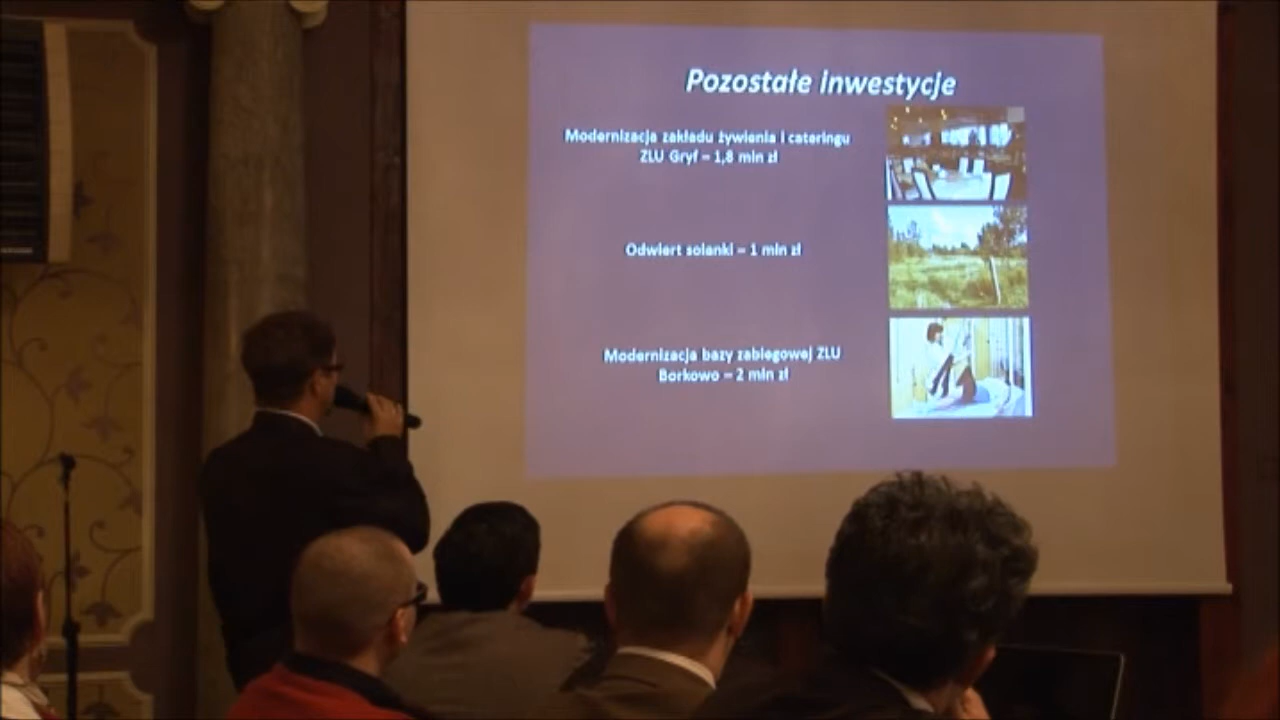 Pozostałe inwestycje
Modernizacja zakładu żywienia i cateringu
ZLU Gryf – 1,8 mln zł
Odwiert solanki – 1 mln zł
Modernizacja bazy zabiegowej ZLU
Borkowo – 2 mln zł